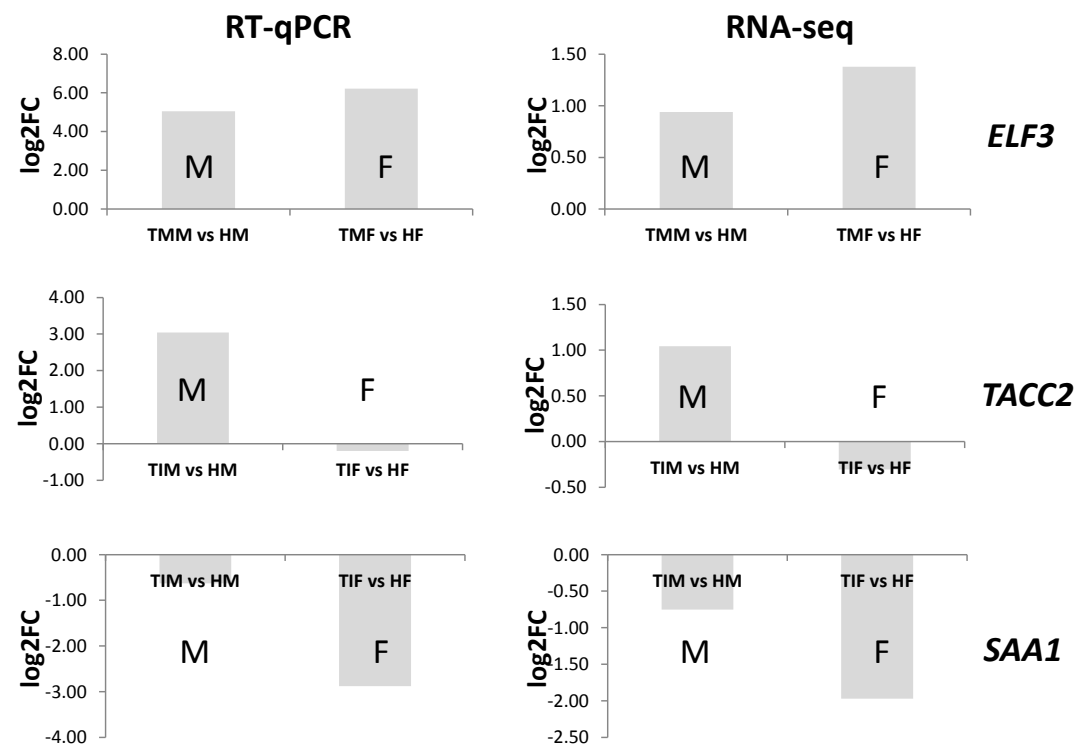 RT-qPCR
RNA-seq
8.00
6.00
4.00
2.00
0.00
log2FC
M
F
TMM vs HM
TMF vs HF
1.50
1.00
0.50
0.00
log2FC
M
F
TMM vs HM
TMF vs HF
ELF3
4.00
3.00
2.00
1.00
0.00
-1.00
log2FC
M
F
TIM vs HM
TIF vs HF
1.50
1.00
0.50
0.00
-0.50
log2FC
M
F
TIM vs HM
TIF vs HF
TACC2
0.00
-1.00
-2.00
-3.00
-4.00
log2FC
TIM vs HM
TIF vs HF
M
F
0.00
-0.50
-1.00
-1.50
-2.00
-2.50
log2FC
TIM vs HM
TIF vs HF
M
F
SAA1